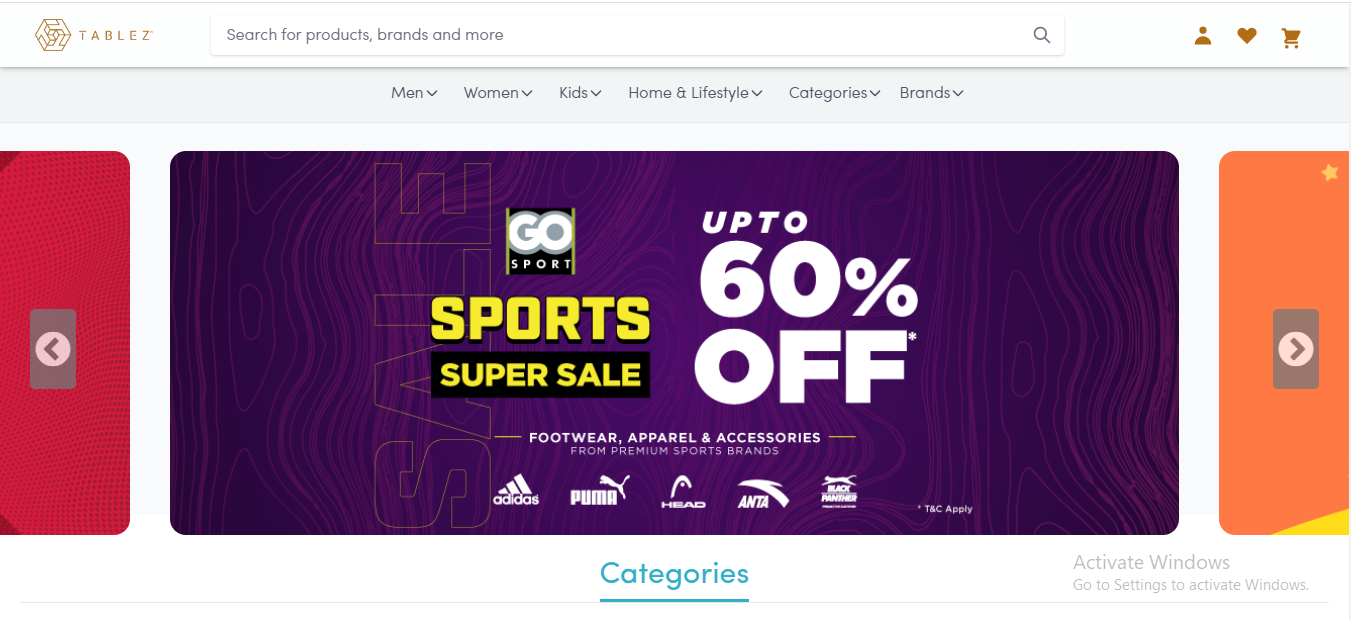 TABLEZ
Search for products, brands and more
Men Women Kids Home & Lifestyle Categories Brands
SALE
GO
SPORT
SPORTS
SUPER SALE
UPTO
60%
OFF*
FOOTWEAR, APPAREL & ACCESSORIES
FROM PREMIUM SPORTS BRANDS
adidas PUMA HEAD ANTA BLACK PANTHER
* T&C Apply
Categories
Activate Windows
Go to Settings to activate Windows.